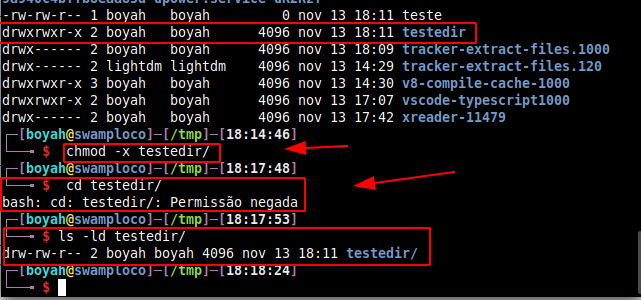 -rw-rw-r-- 1 boyah   boyah      0 nov 13 18:11 teste
drwxrwxr-x 2 boyah   boyah   4096 nov 13 18:11 testedir
drwx------ 2 boyah   boyah   4096 nov 13 18:09 tracker-extract-files.1000
drwx------ 2 lightdm lightdm 4096 nov 13 14:29 tracker-extract-files.120
drwxrwxr-x 3 boyah   boyah   4096 nov 13 14:30 v8-compile-cache-1000
drwxrwxr-x 2 boyah   boyah   4096 nov 13 17:07 vscode-typescript1000
drwx------ 2 boyah   boyah   4096 nov 13 17:42 xreader-11479
┌─[boyah@swamploco]─[/tmp]─[18:14:46]
└──╼ $ chmod -x testedir/
┌─[boyah@swamploco]─[/tmp]─[18:17:48]
└──╼ $ cd testedir/
bash: cd: testedir/: Permissão negada
┌─[boyah@swamploco]─[/tmp]─[18:17:53]
└──╼ $ ls -ld testedir/
drw-rw-r-- 2 boyah boyah 4096 nov 13 18:11 testedir/
┌─[boyah@swamploco]─[/tmp]─[18:18:24]
└──╼ $